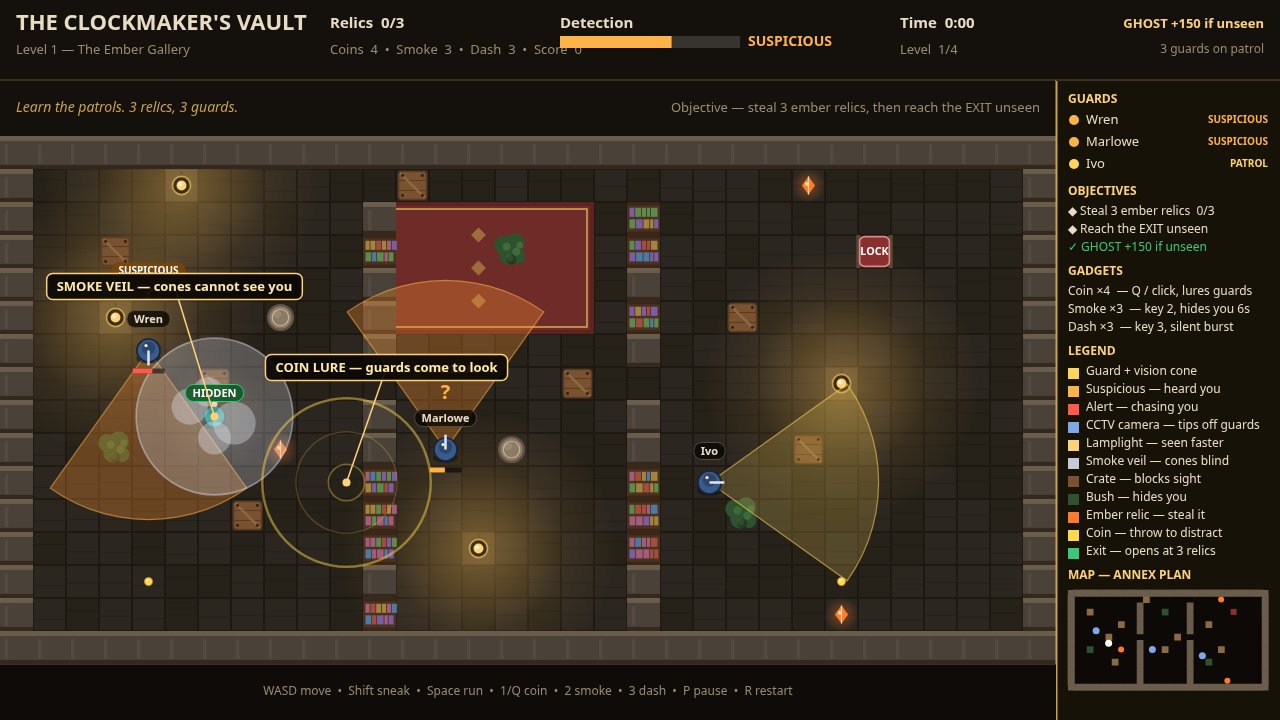 THE CLOCKMAKER'S VAULT
Level 1 — The Ember Gallery
Relics 0/3
Coins 4 • Smoke 3 • Dash 3 • Score 0
Detection
SUSPICIOUS
Time 0:00
Level 1/4
GHOST +150 if unseen
3 guards on patrol
Learn the patrols. 3 relics, 3 guards.
Objective — steal 3 ember relics, then reach the EXIT unseen
SUSPICIOUS
SMOKE VEIL — cones cannot see you
Wren
HIDDEN
COIN LURE — guards come to look
?
Marlowe
Ivo
LOCK
GUARDS
Wren SUSPICIOUS
Marlowe SUSPICIOUS
Ivo PATROL
OBJECTIVES
◆ Steal 3 ember relics 0/3
◆ Reach the EXIT unseen
✓ GHOST +150 if unseen
GADGETS
Coin ×4 — Q / click, lures guards
Smoke ×3 — key 2, hides you 6s
Dash ×3 — key 3, silent burst
LEGEND
Guard + vision cone
Suspicious — heard you
Alert — chasing you
CCTV camera — tips off guards
Lamplight — seen faster
Smoke veil — cones blind
Crate — blocks sight
Bush — hides you
Ember relic — steal it
Coin — throw to distract
Exit — opens at 3 relics
MAP — ANNEX PLAN
WASD move • Shift sneak • Space run • 1/Q coin • 2 smoke • 3 dash • P pause • R restart